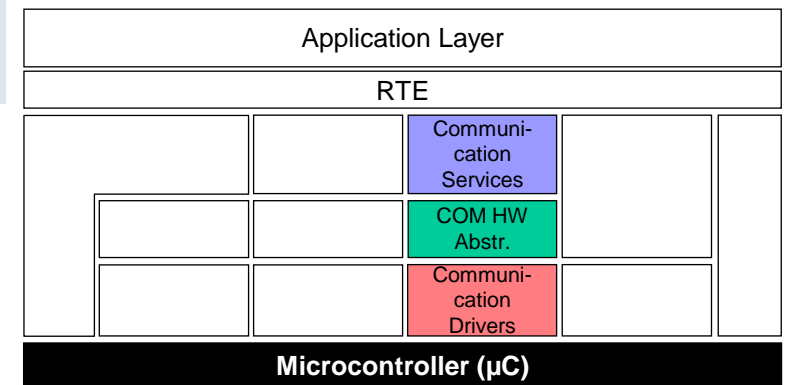 Application Layer
RTE
Communi-
cation
Services
COM HW
Abstr.
Communi-
cation
Drivers
Microcontroller (µC)